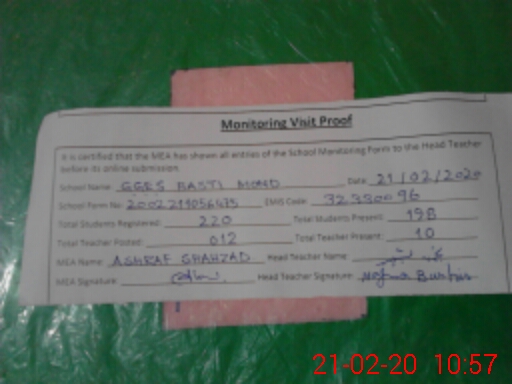 Monitoring Visit Proof
It is certified that the MEA has shown all entries of the School Monitoring Form to the Head Teacher
before its online submission.
School Name: GGES BASTI Date: 21/02/2020
School Form No: EMIS Code: 32330096
Total Students Registered: 220 Total Students Present: 198
Total Teacher Posted: 012 Total Teacher Present: 10
MEA Name: ASHRAF SHAHZAD Head Teacher Name:
MEA Signature: Head Teacher Signature:
21-02-20 10:57